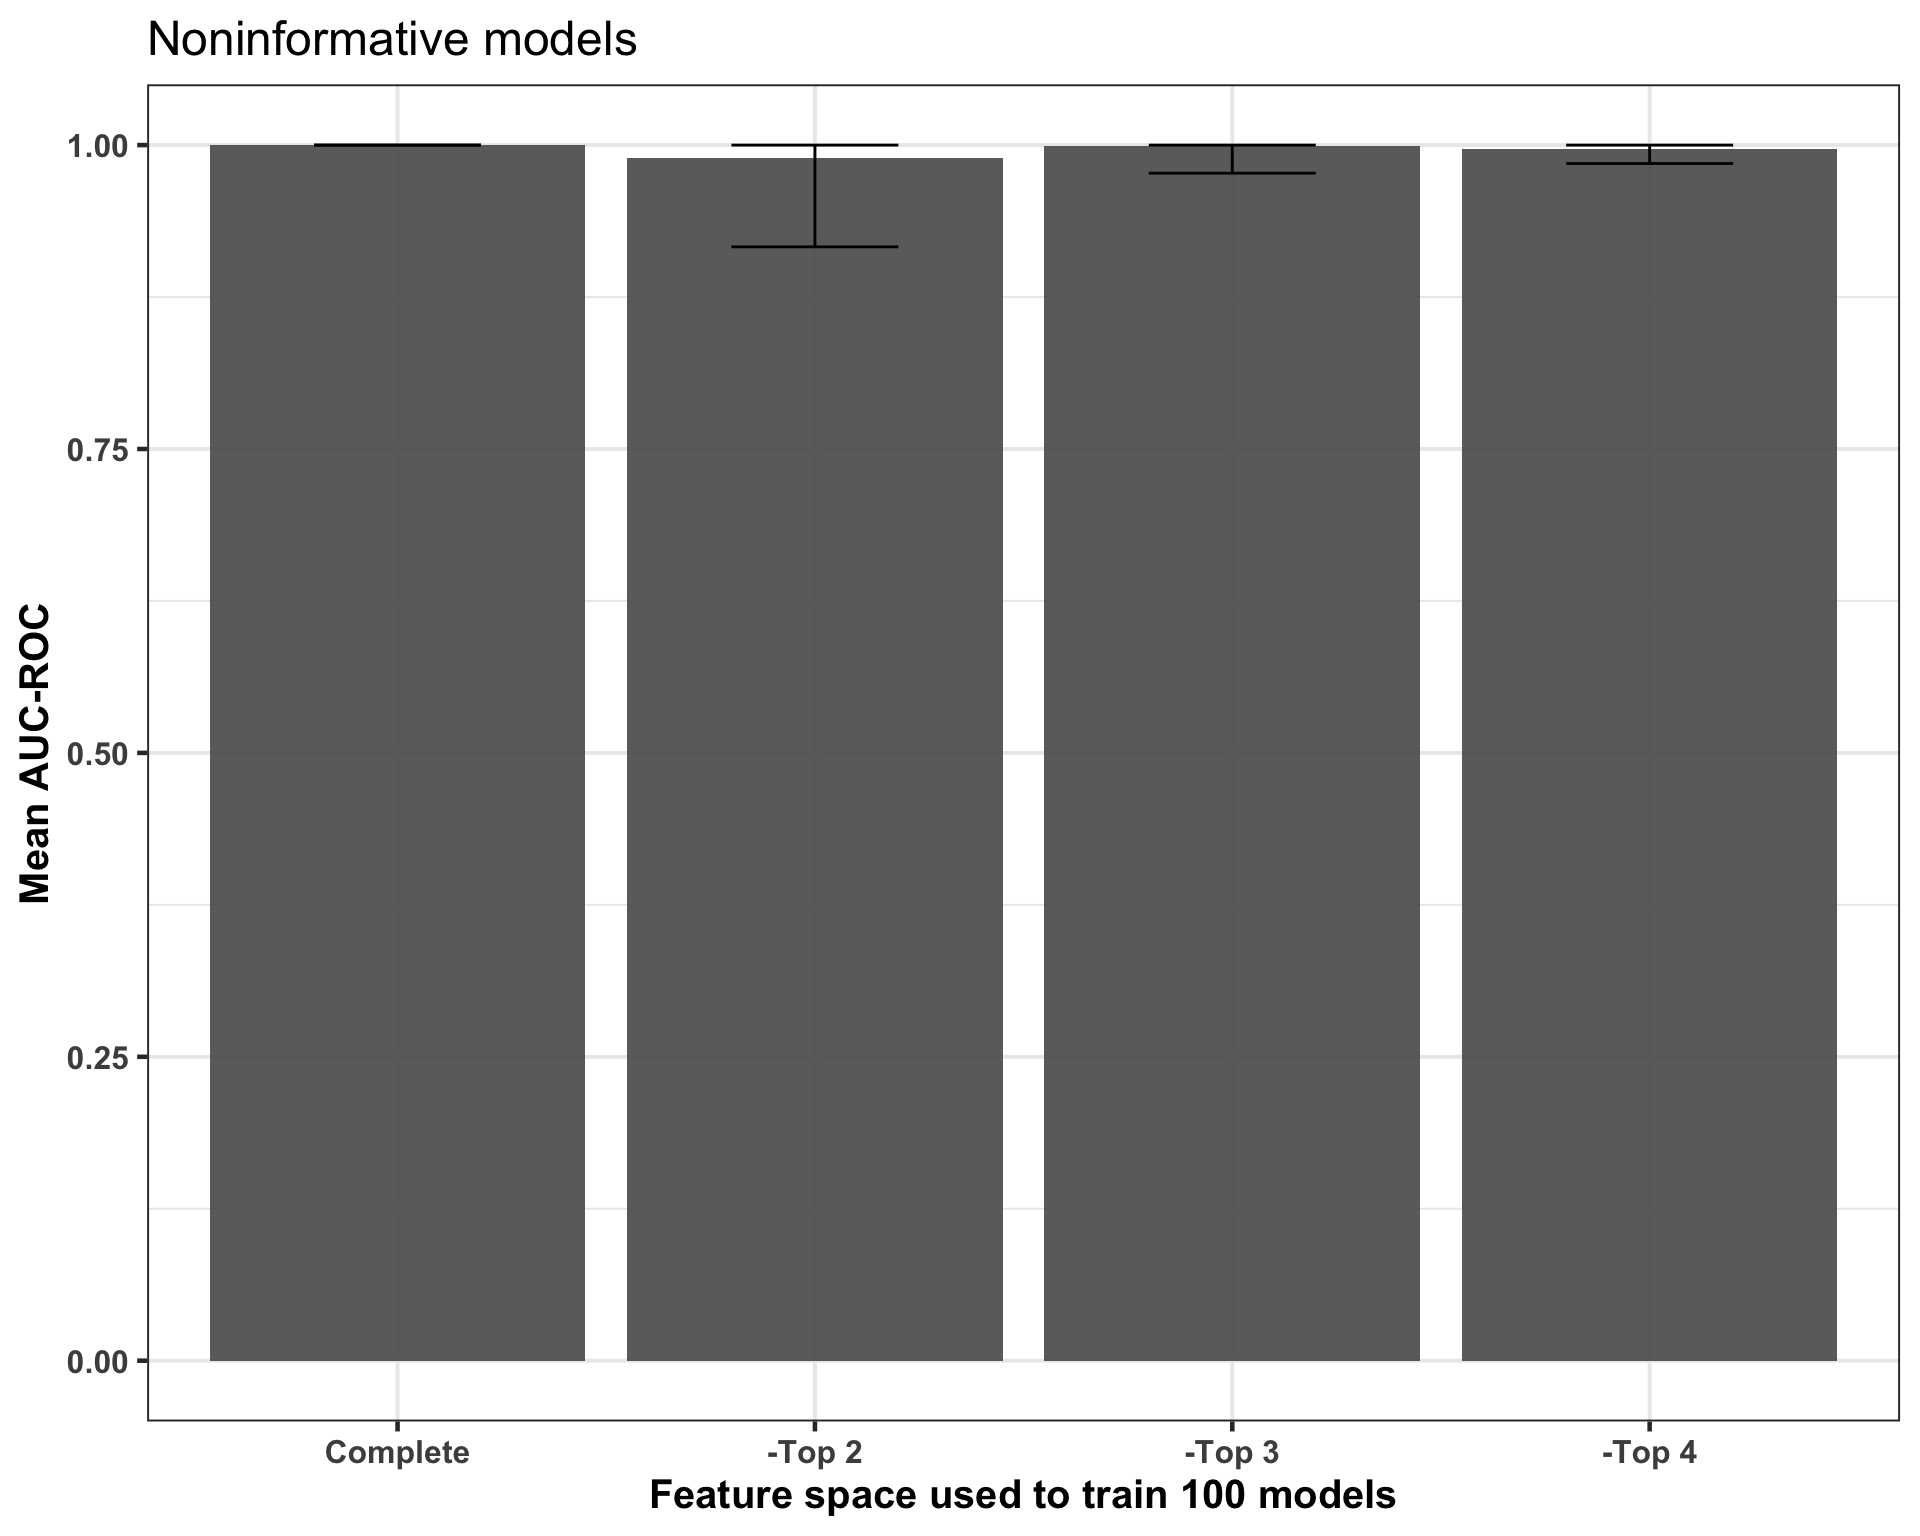 Noninformative models
1.00
0.75
0.50
0.25
0.00
Mean AUC-ROC
Complete
-Top 2
-Top 3
-Top 4
Feature space used to train 100 models